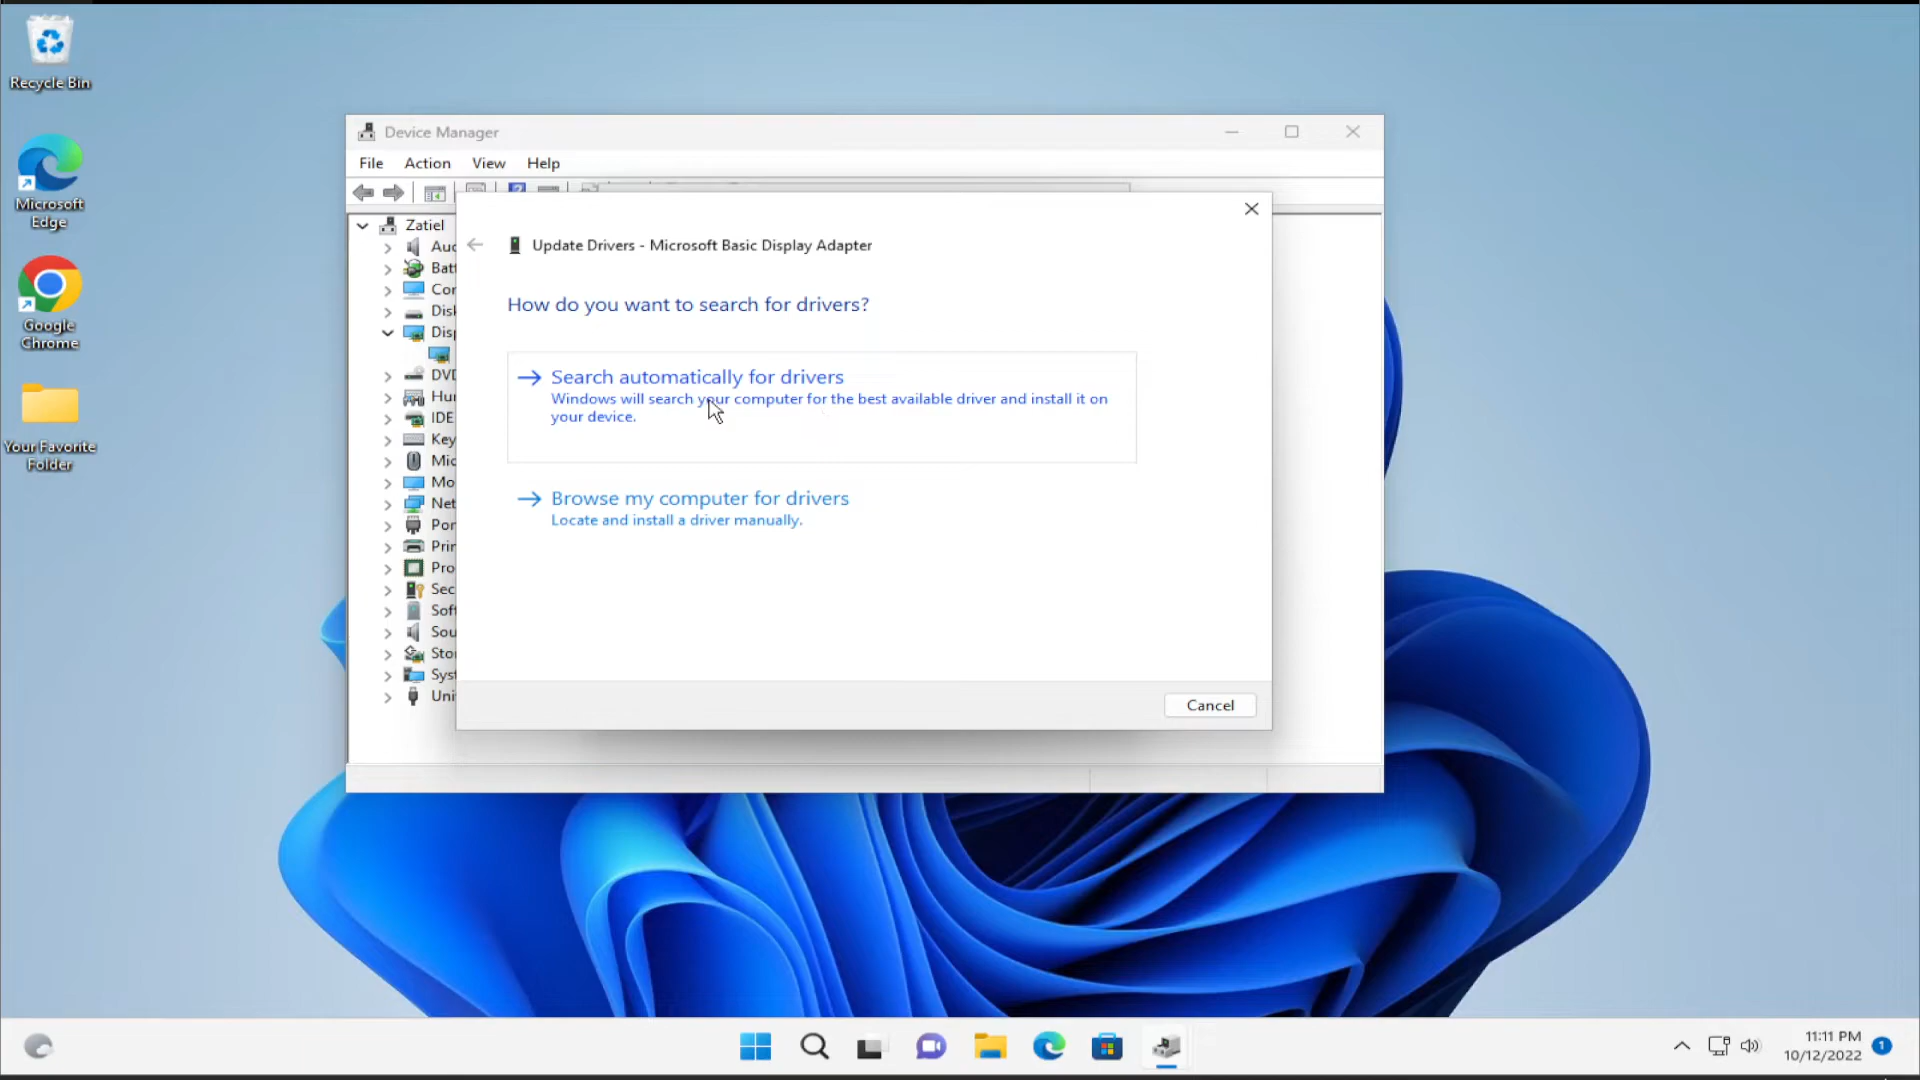 Recycle Bin
Microsoft
Edge
Google
Chrome
Your Favorite
Folder
Device Manager
File Action View Help
Zatiel
Update Drivers - Microsoft Basic Display Adapter
How do you want to search for drivers?
Search automatically for drivers
Windows will search your computer for the best available driver and install it on
your device.
Browse my computer for drivers
Locate and install a driver manually.
Cancel
Aud
Batt
Cor
Disk
Disp
DVD
Hur
IDE
Key
Mic
Mo
Net
Por
Prin
Pro
Sec
Soft
Sou
Stor
Syst
Uni
11:11 PM
10/12/2022
1